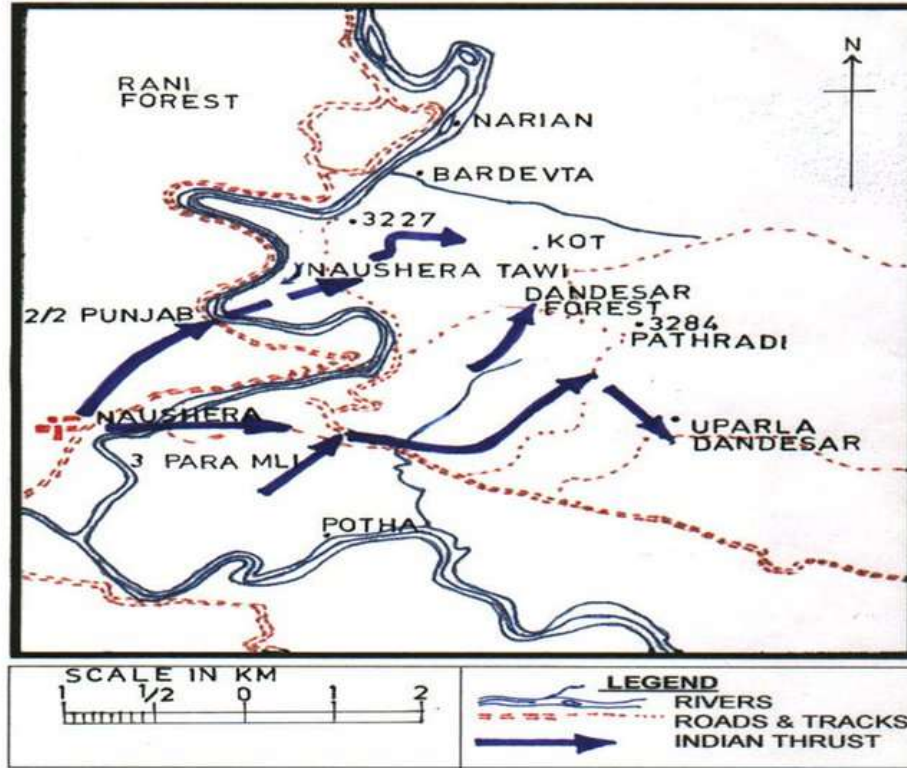 N
RANI
FOREST
NARIAN
BARDEVTA
3227
KOT
NAUSHERA TAWI
DANDESAR
FOREST
2/2 PUNJAB
3284
PATHRADI
NAUSHERA
UPARLA
DANDESAR
3 PARA MLI
POTHA
SCALE IN KM
1 1/2 0 1 2
LEGEND
RIVERS
ROADS & TRACKS
INDIAN THRUST